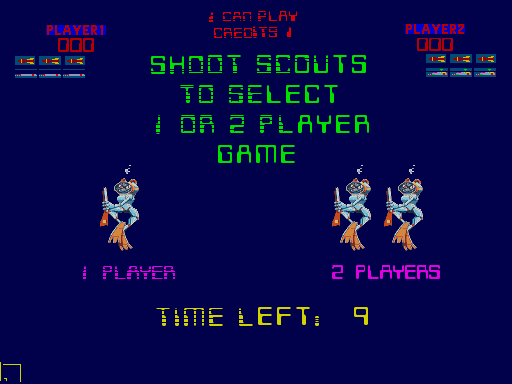 1 CAN PLAY
CREDITS 1
PLAYER1
000
PLAYER2
000
SHOOT SCOUTS
TO SELECT
1 OR 2 PLAYER
GAME
1 PLAYER
2 PLAYERS
TIME LEFT: 9